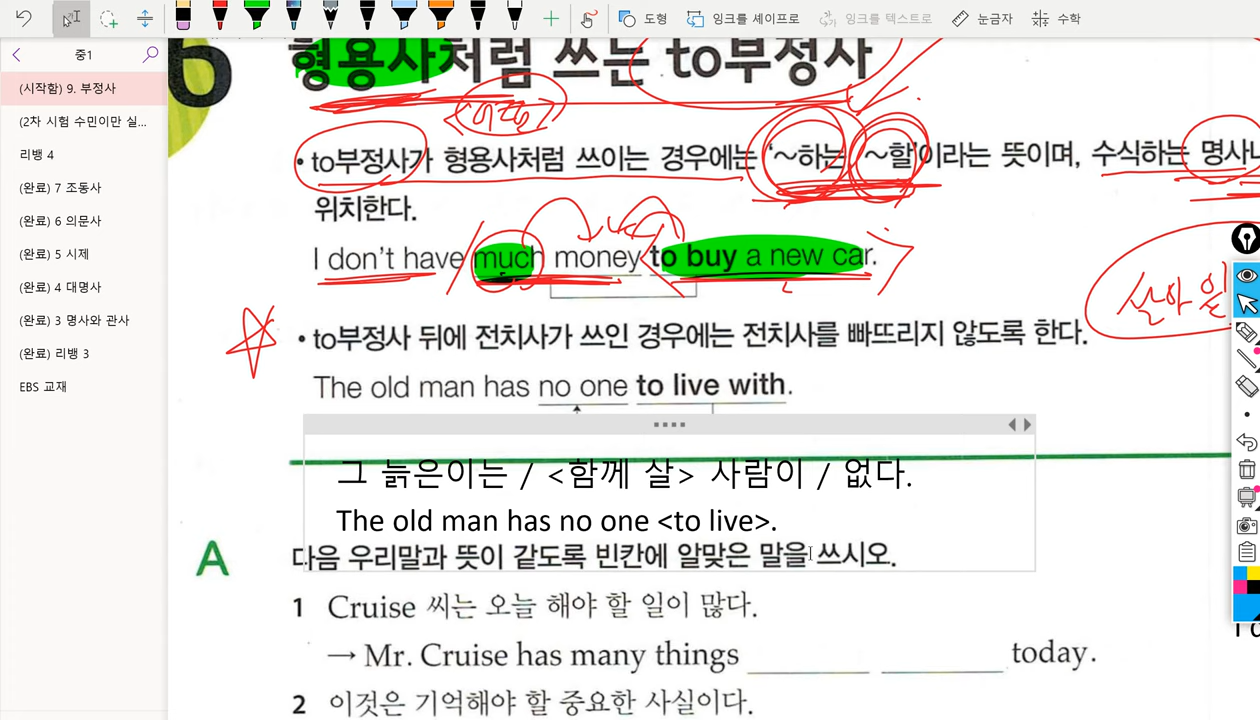 도형
잉크를 셰이프로
잉크를 텍스트로
눈금자
수학
중1
(시작함) 9. 부정사
(2차 시험 수민이만 실...
리뱅 4
(완료) 7 조동사
(완료) 6 의문사
(완료) 5 시제
(완료) 4 대명사
(완료) 3 명사와 관사
(완료) 리뱅 3
EBS 교재
6
형용사처럼 쓰는 to부정사
• to부정사가 형용사처럼 쓰이는 경우에는 '~하는, ~할'이라는 뜻이며, 수식하는 명사
위치한다.
I don't have much money to buy a new car.
• to부정사 뒤에 전치사가 쓰인 경우에는 전치사를 빠뜨리지 않도록 한다.
The old man has no one to live with.
그 늙은이는 / <함께 살> 사람이 / 없다.
The old man has no one <to live>.
A 다음 우리말과 뜻이 같도록 빈칸에 알맞은 말을 쓰시오.
1 Cruise 씨는 오늘 해야 할 일이 많다.
→ Mr. Cruise has many things ________ ________ today.
2 이것은 기억해야 할 중요한 사실이다.